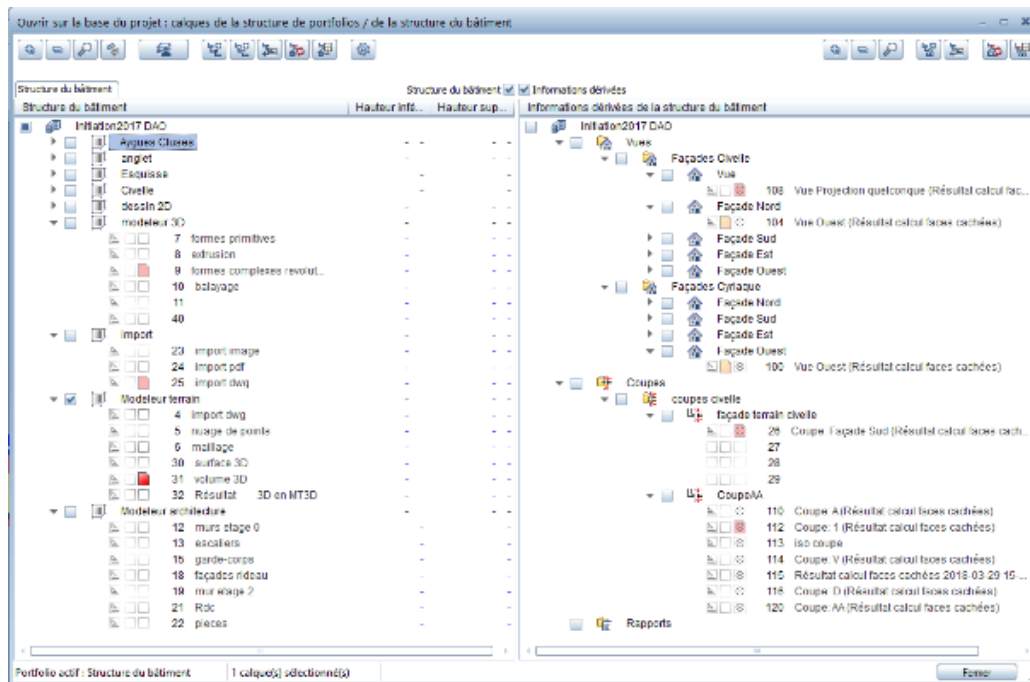 Ouvrir sur la base du projet : calques de la structure de portfolios / de la structure du bâtiment
Structure du bâtiment
Structure du bâtiment
Informations dérivées
Structure du bâtiment
Hauteur infé...
Hauteur sup...
Initiation2017 DAO
Aygues Cluses
anglet
Esquisse
Civelle
dessin 2D
modeleur 3D
7 formes primitives
8 extrusion
9 formes complexes revolut...
10 balayage
11
40
import
23 import image
24 import pdf
25 import dwg
Modeleur terrain
4 import dwg
5 nuage de points
6 maillage
30 surface 3D
31 volume 3D
32 Résultat 3D en MT3D
Modeleur architecture
12 murs etage 0
13 escaliers
15 garde-corps
18 façades rideau
19 mur etage 2
21 Rdc
22 pieces
Informations dérivées de la structure du bâtiment
Initiation2017 DAO
Vues
Façades Civelle
Vue
108 Vue Projection quelconque (Résultat calcul fac...
Façade Nord
104 Vue Ouest (Résultat calcul faces cachées)
Façade Sud
Façade Est
Façade Ouest
Façades Cyriaque
Façade Nord
Façade Sud
Façade Est
Façade Ouest
100 Vue Ouest (Résultat calcul faces cachées)
Coupes
coupes civelle
façade terrain civelle
26 Coupe: Façade Sud (Résultat calcul faces cach...
27
28
29
CoupeAA
110 Coupe: A (Résultat calcul faces cachées)
112 Coupe: 1 (Résultat calcul faces cachées)
113 iso coupe
114 Coupe: V (Résultat calcul faces cachées)
115 Résultat calcul faces cachées 2018-03-29 15-...
116 Coupe: D (Résultat calcul faces cachées)
120 Coupe: AA (Résultat calcul faces cachées)
Rapports
Portfolio actif : Structure du bâtiment
1 calque(s) sélectionné(s)
Fermer